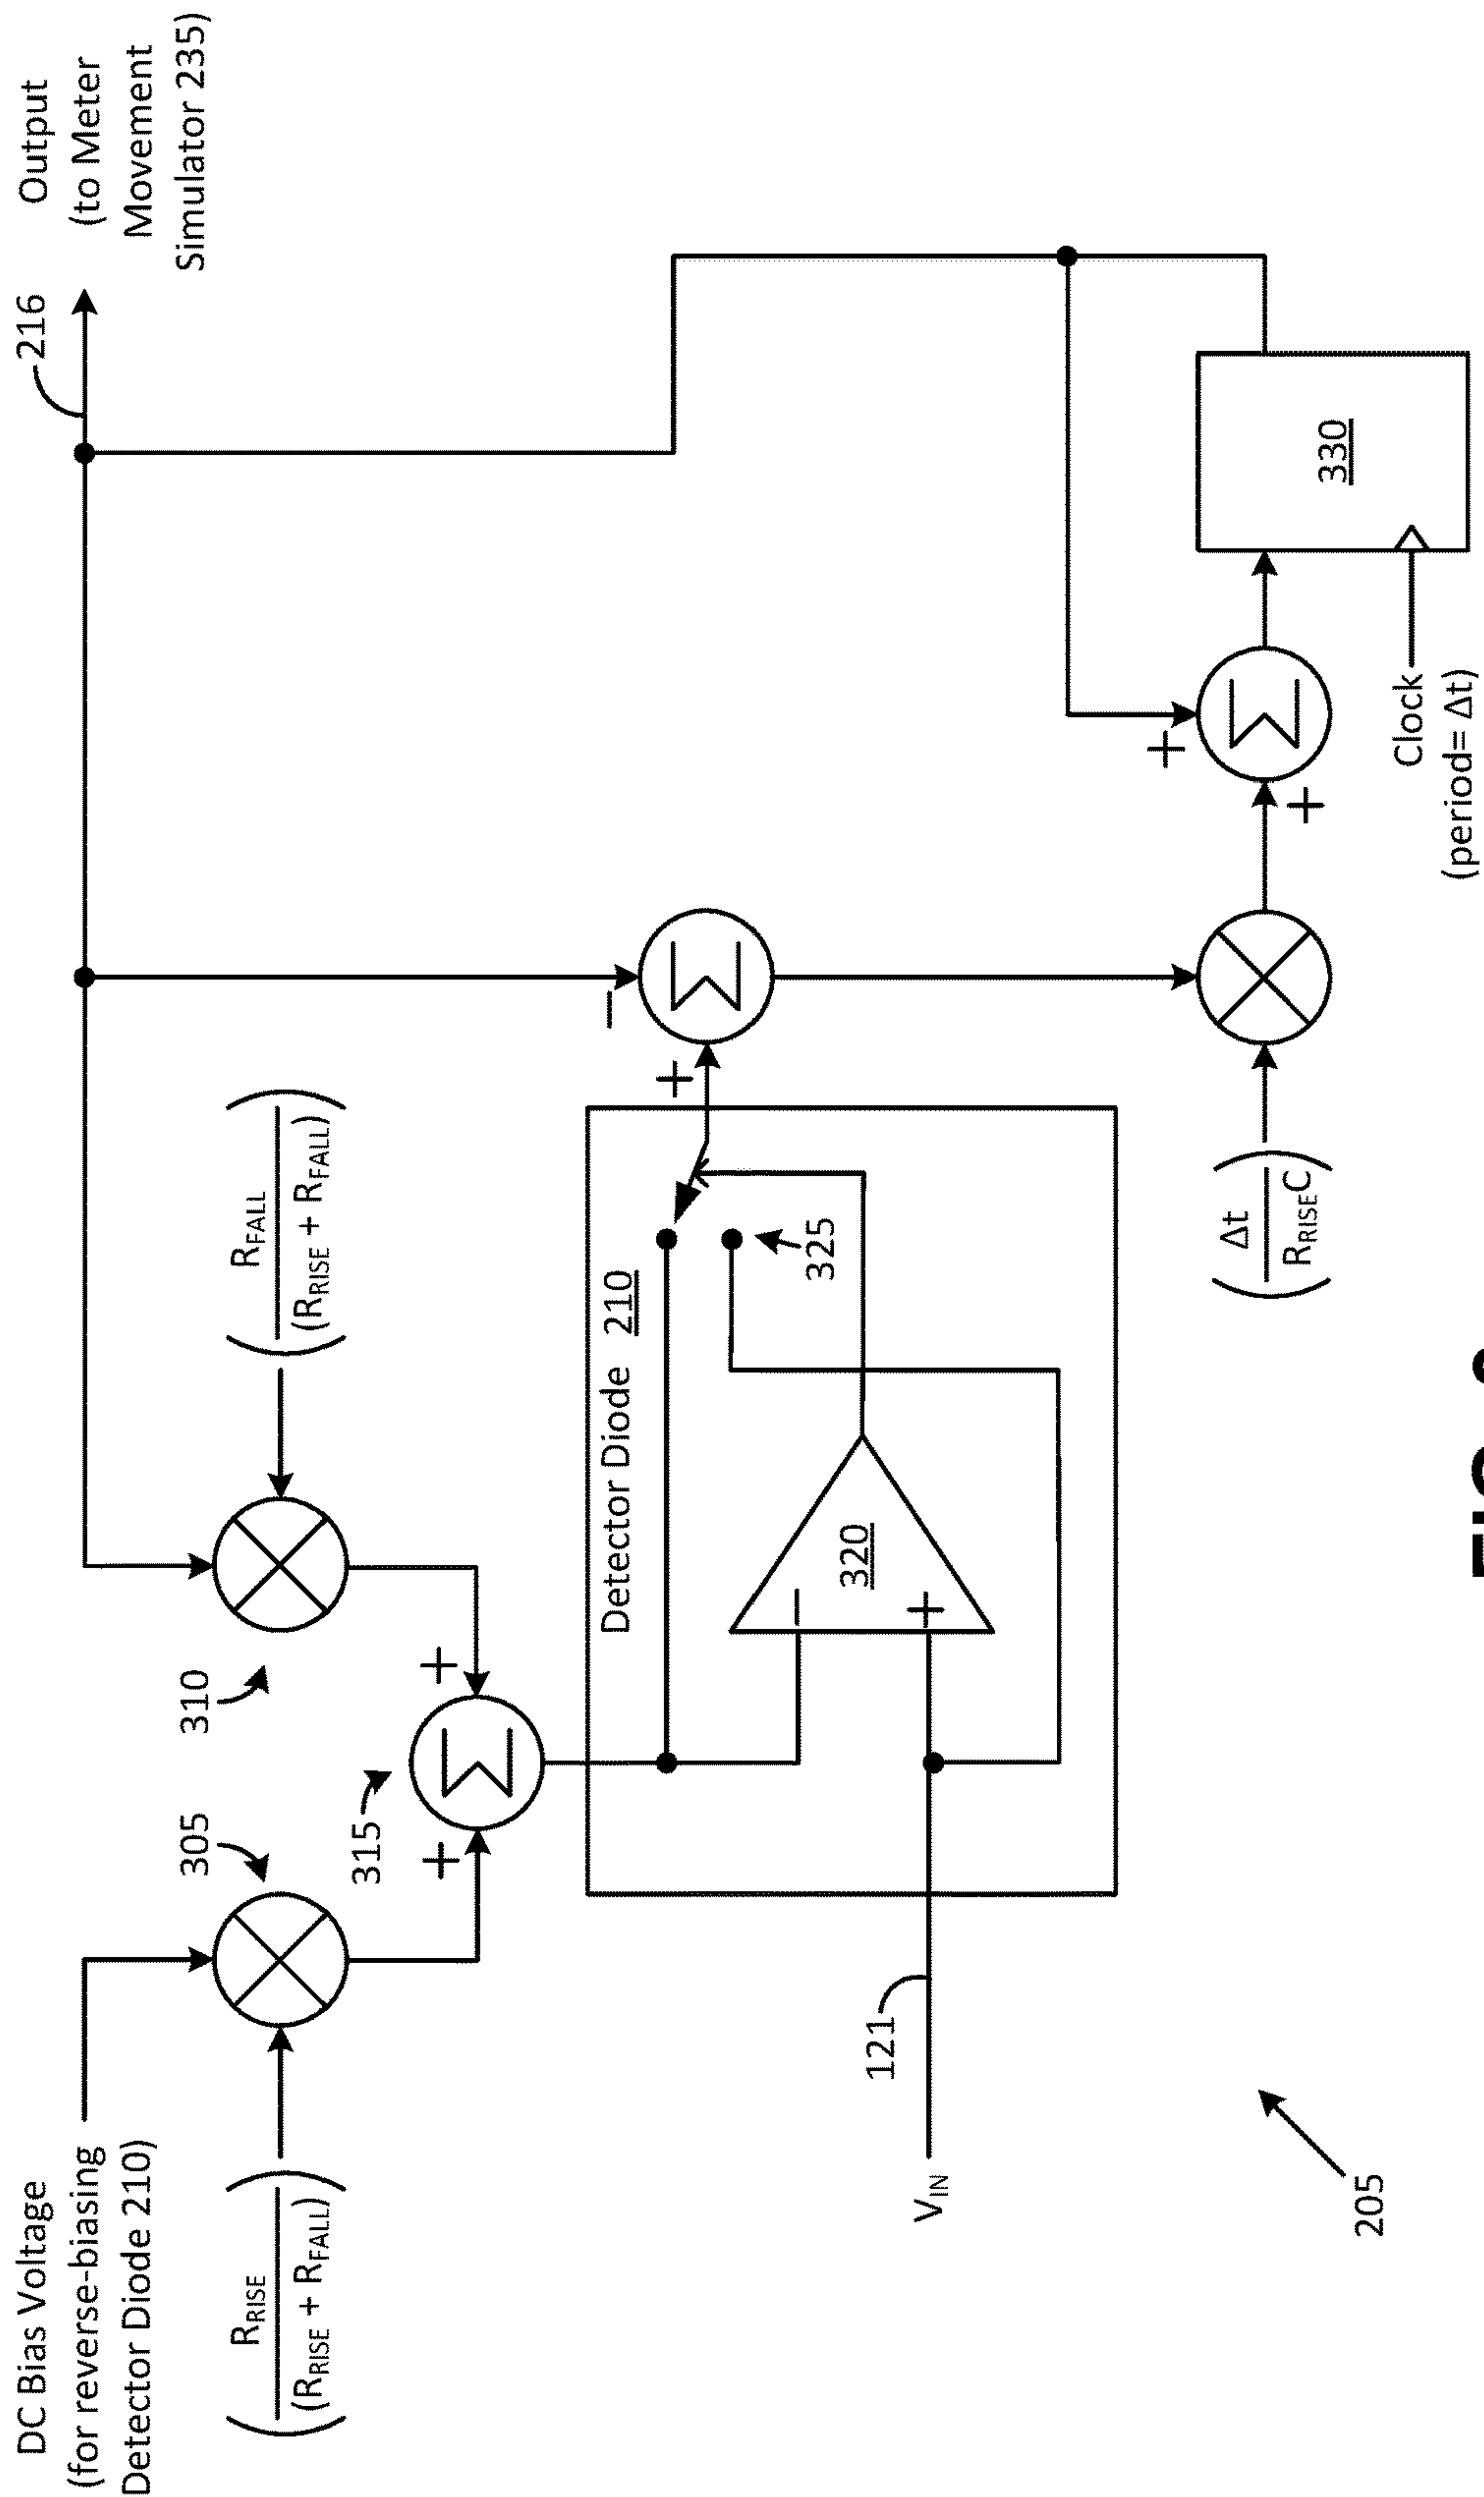 DC Bias Voltage
(for reverse-biasing
Detector Diode 210)
R_RISE
(R_RISE + R_FALL)
305
310
R_FALL
(R_RISE + R_FALL)
216
Output
(to Meter
Movement
Simulator 235)
315
+
+
Σ
Detector Diode 210
−
+
320
325
+
−
Σ
V_IN
121
Δt
R_RISE C
+
+
Σ
330
Clock
(period= Δt)
205